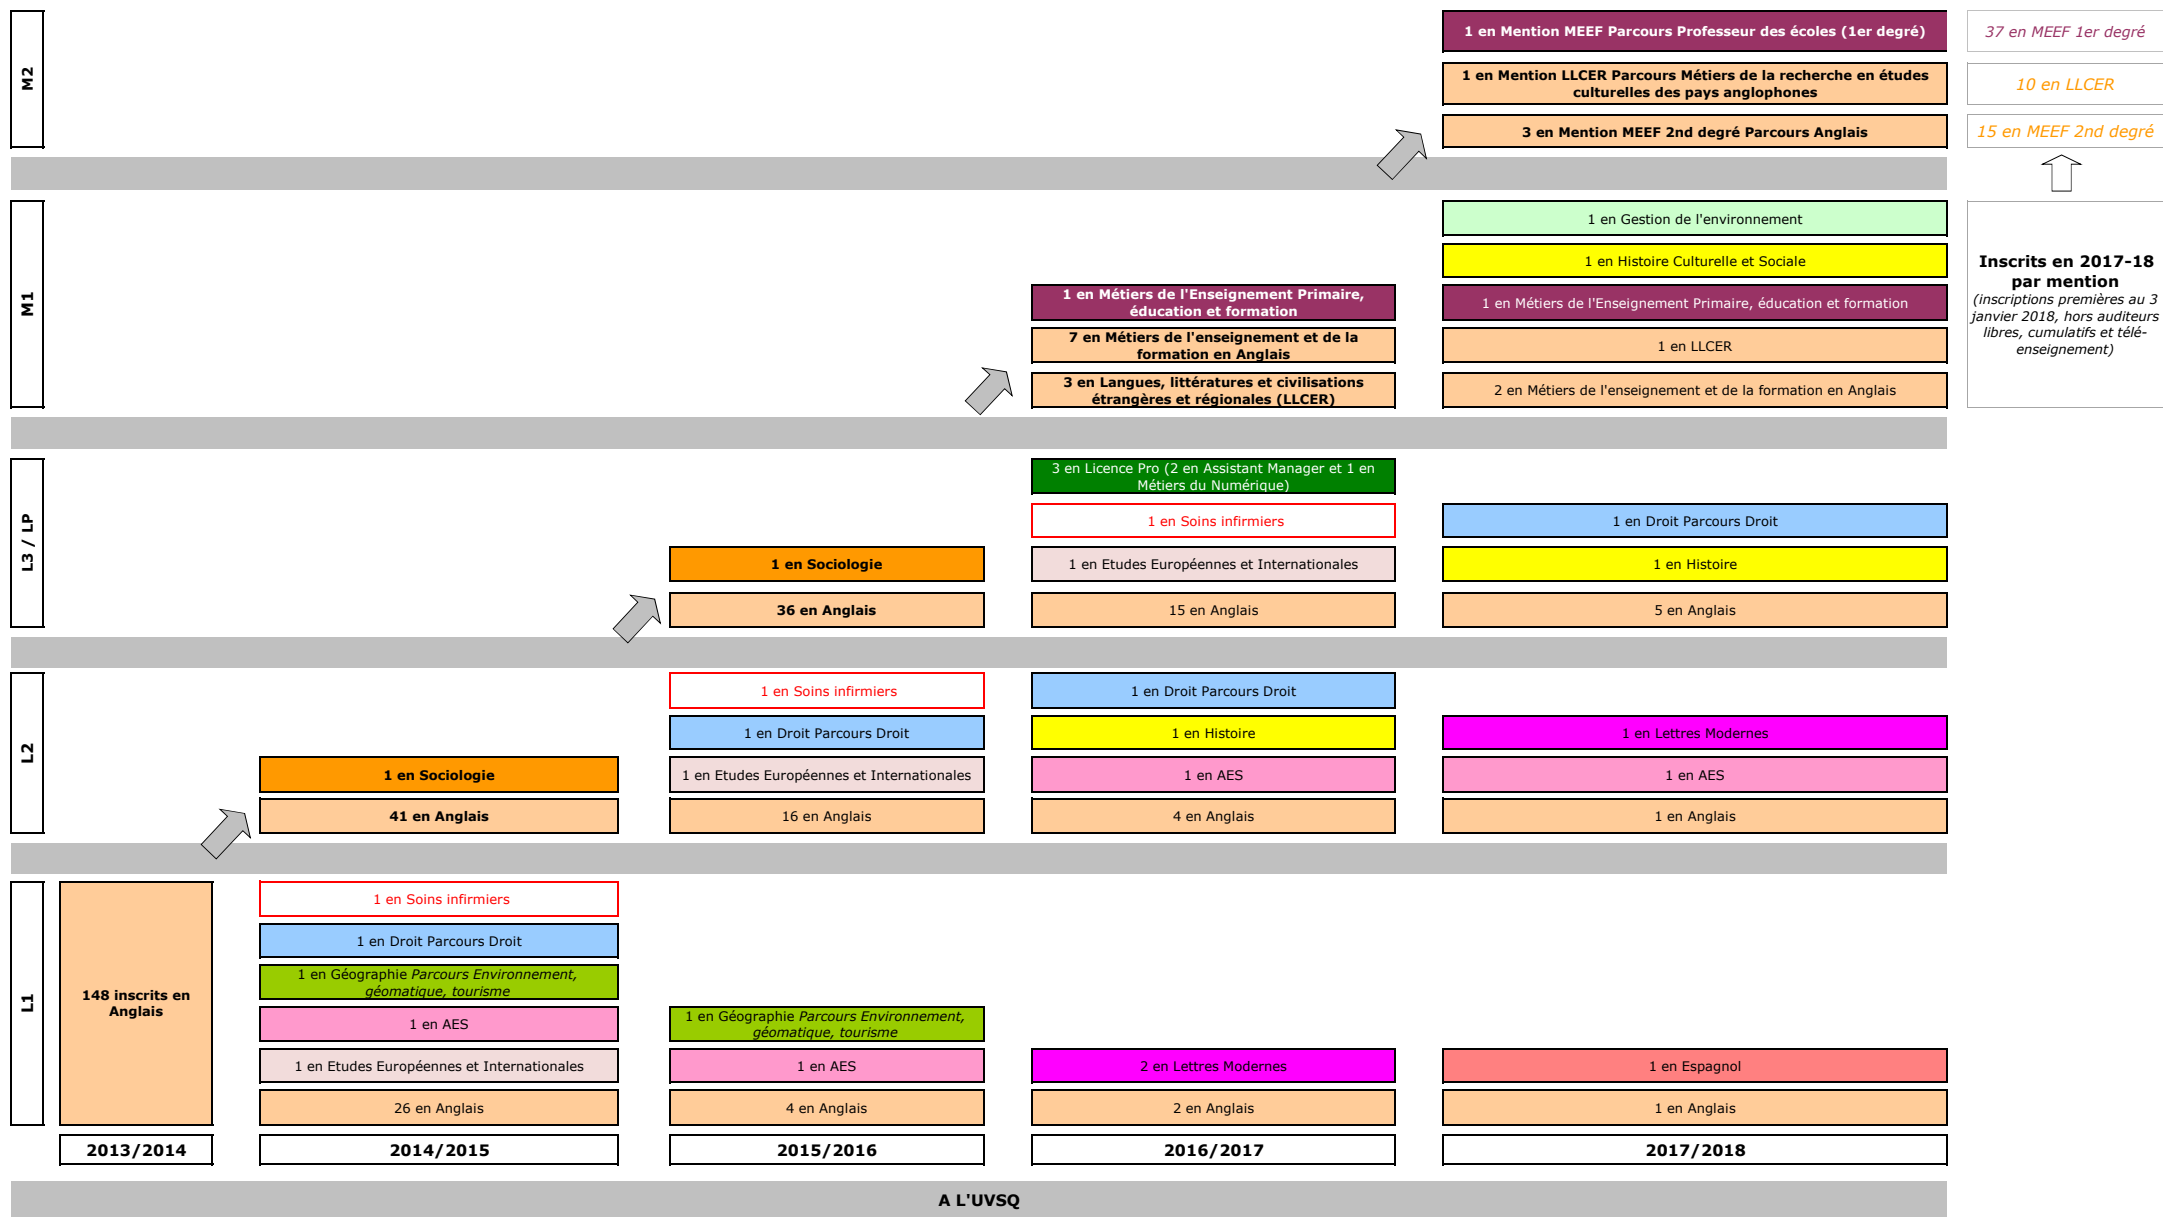 M2
1 en Mention MEEF Parcours Professeur des écoles (1er degré)
37 en MEEF 1er degré
1 en Mention LLCER Parcours Métiers de la recherche en études
culturelles des pays anglophones
10 en LLCER
3 en Mention MEEF 2nd degré Parcours Anglais
15 en MEEF 2nd degré
M1
1 en Métiers de l'Enseignement Primaire,
éducation et formation
7 en Métiers de l'enseignement et de la
formation en Anglais
3 en Langues, littératures et civilisations
étrangères et régionales (LLCER)
1 en Gestion de l'environnement
1 en Histoire Culturelle et Sociale
1 en Métiers de l'Enseignement Primaire, éducation et formation
1 en LLCER
2 en Métiers de l'enseignement et de la formation en Anglais
Inscrits en 2017-18
par mention
(inscriptions premières au 3
janvier 2018, hors auditeurs
libres, cumulatifs et télé-
enseignement)
L3 / LP
1 en Sociologie
36 en Anglais
3 en Licence Pro (2 en Assistant Manager et 1 en
Métiers du Numérique)
1 en Soins infirmiers
1 en Etudes Européennes et Internationales
15 en Anglais
1 en Droit Parcours Droit
1 en Histoire
5 en Anglais
L2
1 en Sociologie
41 en Anglais
1 en Soins infirmiers
1 en Droit Parcours Droit
1 en Etudes Européennes et Internationales
16 en Anglais
1 en Droit Parcours Droit
1 en Histoire
1 en AES
4 en Anglais
1 en Lettres Modernes
1 en AES
1 en Anglais
L1
148 inscrits en
Anglais
1 en Soins infirmiers
1 en Droit Parcours Droit
1 en Géographie Parcours Environnement,
géomatique, tourisme
1 en AES
1 en Etudes Européennes et Internationales
26 en Anglais
1 en Géographie Parcours Environnement,
géomatique, tourisme
1 en AES
4 en Anglais
2 en Lettres Modernes
2 en Anglais
1 en Espagnol
1 en Anglais
2013/2014
2014/2015
2015/2016
2016/2017
2017/2018
A L'UVSQ